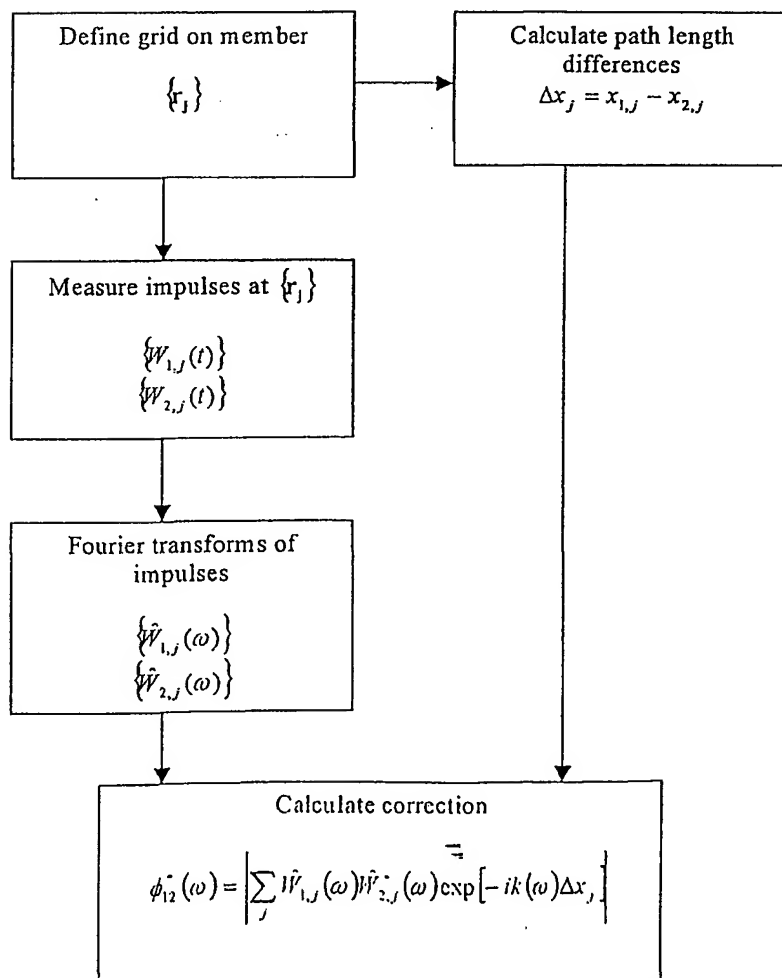 Define grid on member
{r_j}
Calculate path length
differences
Δx_j = x_{1,j} − x_{2,j}
Measure impulses at {r_j}
{W_{1,j}(t)}
{W_{2,j}(t)}
Fourier transforms of
impulses
{Ŵ_{1,j}(ω)}
{Ŵ_{2,j}(ω)}
Calculate correction
ϕ*_{12}(ω) = |∑_j Ŵ_{1,j}(ω)Ŵ*_{2,j}(ω)exp[−ik(ω)Δx_j]|